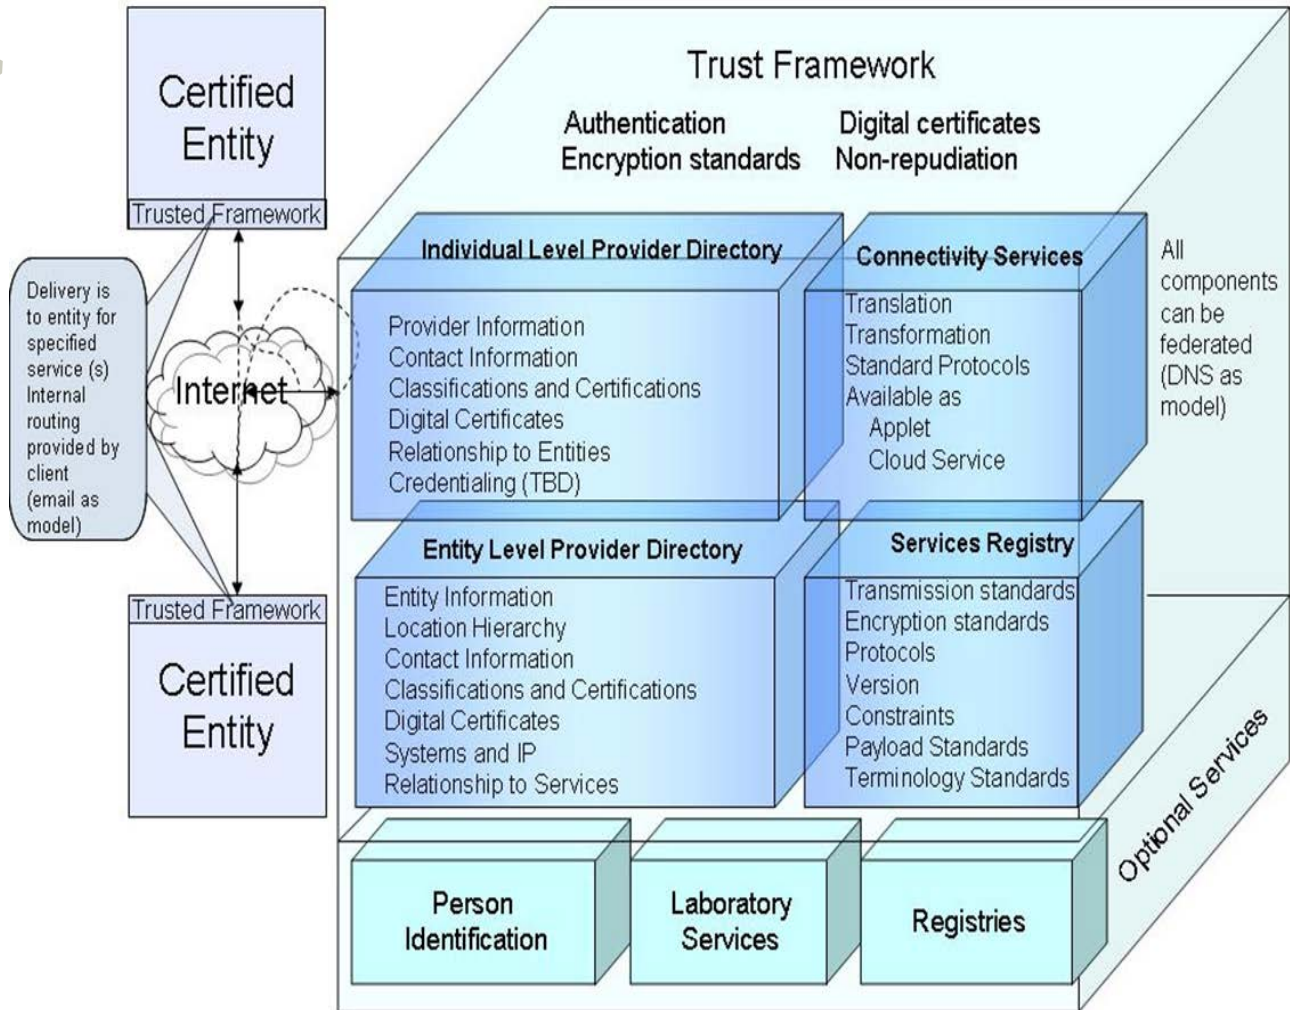 Certified
Entity
Trusted Framework
Delivery is
to entity for
specified
service (s)
Internal
routing
provided by
client
(email as
model)
Internet
Trusted Framework
Certified
Entity
Trust Framework
Authentication
Encryption standards
Digital certificates
Non-repudiation
Individual Level Provider Directory
Provider Information
Contact Information
Classifications and Certifications
Digital Certificates
Relationship to Entities
Credentialing (TBD)
Connectivity Services
Translation
Transformation
Standard Protocols
Available as
Applet
Cloud Service
All
components
can be
federated
(DNS as
model)
Entity Level Provider Directory
Entity Information
Location Hierarchy
Contact Information
Classifications and Certifications
Digital Certificates
Systems and IP
Relationship to Services
Services Registry
Transmission standards
Encryption standards
Protocols
Version
Constraints
Payload Standards
Terminology Standards
Optional Services
Person
Identification
Laboratory
Services
Registries